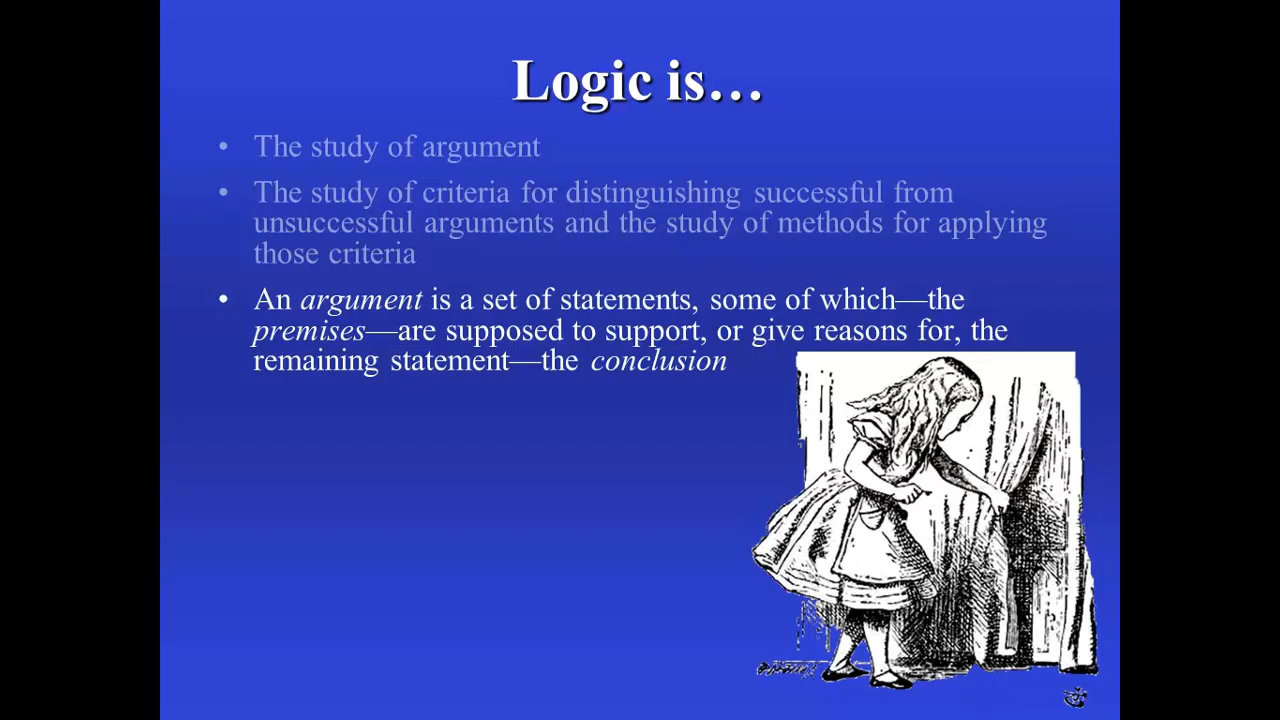 Logic is…
• The study of argument
• The study of criteria for distinguishing successful from
unsuccessful arguments and the study of methods for applying
those criteria
• An argument is a set of statements, some of which—the
premises—are supposed to support, or give reasons for, the
remaining statement—the conclusion